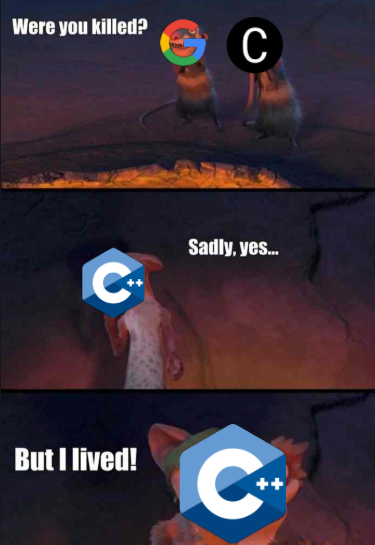 Were you killed?
C
C++
Sadly, yes...
But I lived!
C++